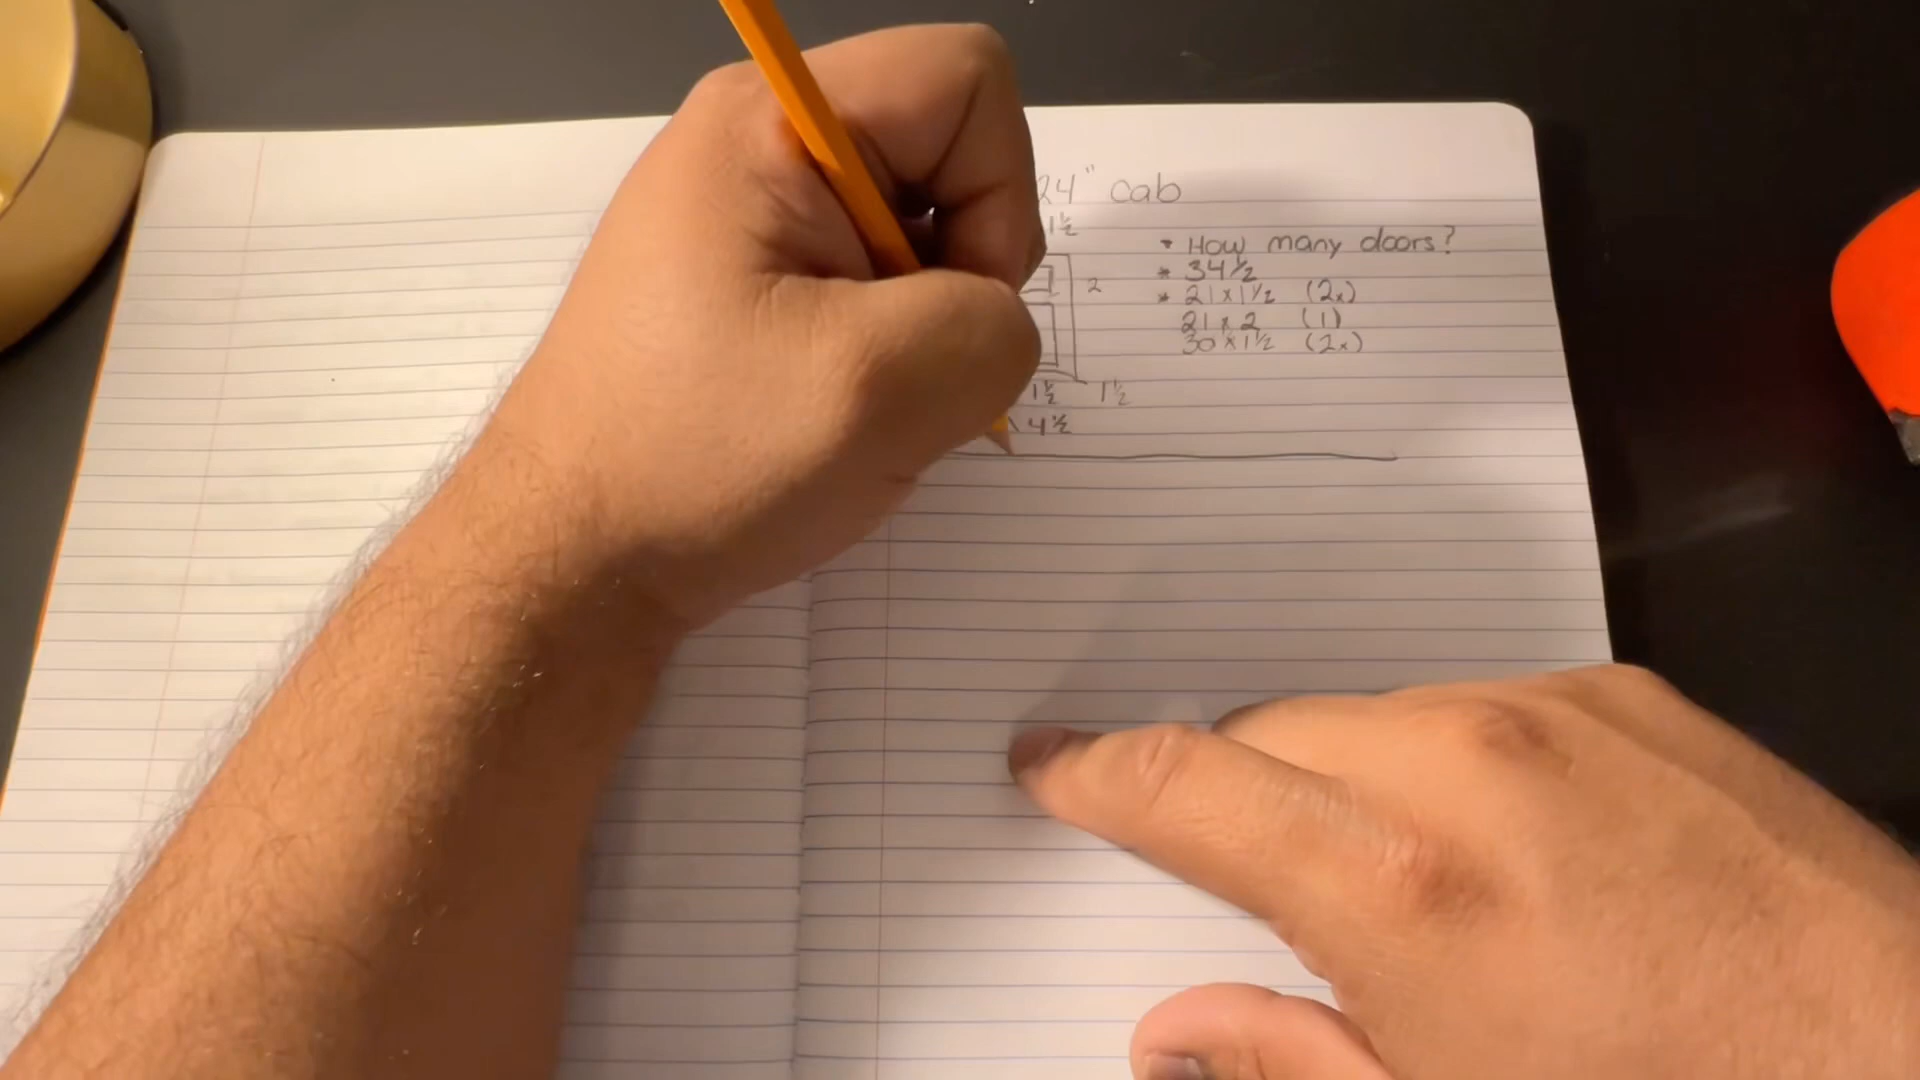 24" cab
1½
* How many doors?
2
* 34½
* 21 x 1½ (2x)
21 x 2 (1)
30 x 1½ (2x)
1½ 1½
4½